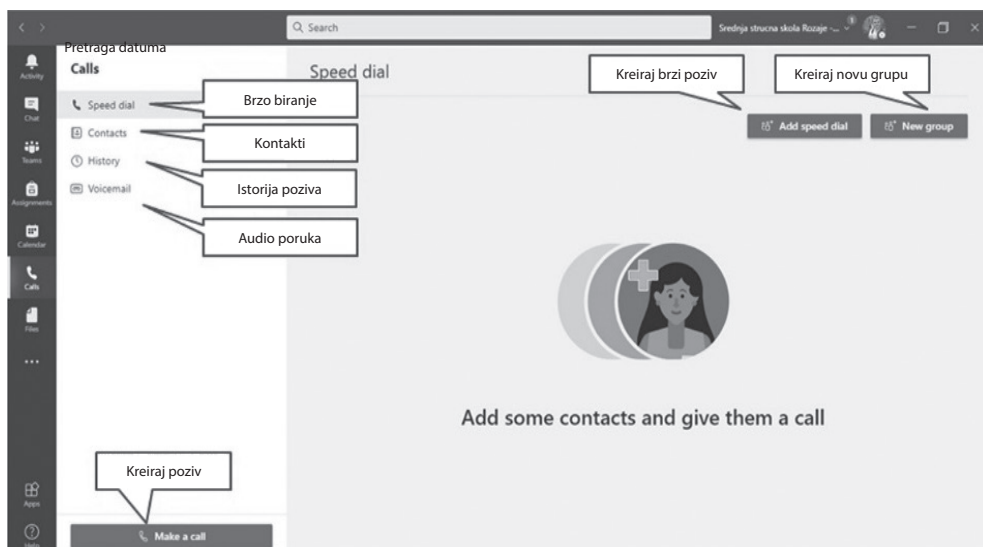 Search
Srednja strucna skola Rozaje -...
Pretraga datuma
Activity
Chat
Teams
Assignments
Calendar
Calls
Files
Apps
Help
Calls
Speed dial
Brzo biranje
Contacts
Kontakti
History
Istorija poziva
Voicemail
Audio poruka
Kreiraj poziv
Make a call
Speed dial
Kreiraj brzi poziv
Kreiraj novu grupu
Add speed dial
New group
Add some contacts and give them a call